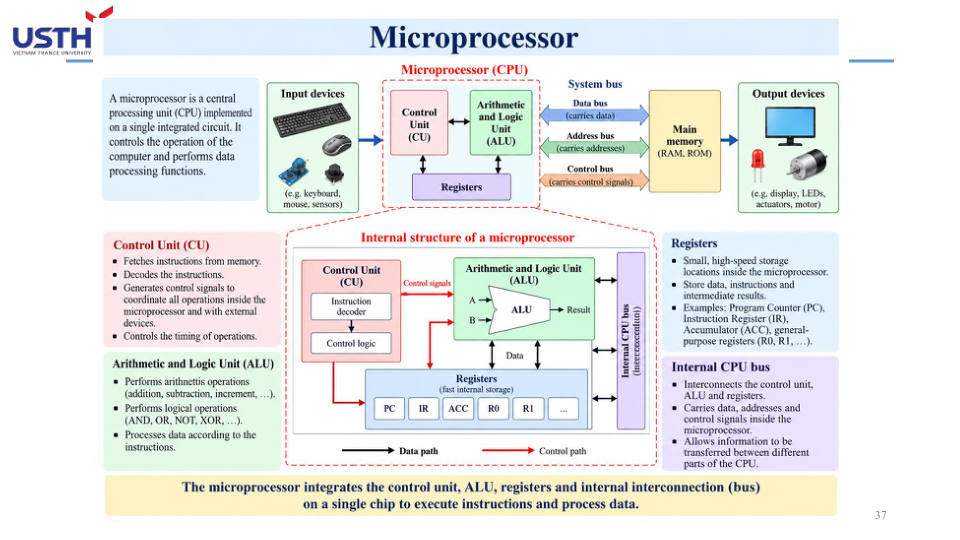 USTH
VIETNAM FRANCE UNIVERSITY
Microprocessor
A microprocessor is a central
processing unit (CPU) implemented
on a single integrated circuit. It
controls the operation of the
computer and performs data
processing functions.
Input devices
(e.g. keyboard,
mouse, sensors)
Microprocessor (CPU)
Control
Unit
(CU)
Arithmetic
and Logic
Unit
(ALU)
Registers
System bus
Data bus
(carries data)
Address bus
(carries addresses)
Control bus
(carries control signals)
Main
memory
(RAM, ROM)
Output devices
(e.g, display, LEDs,
actuators, motor)
Control Unit (CU)
▪ Fetches instructions from memory.
▪ Decodes the instructions.
▪ Generates control signals to
coordinate all operations inside the
microprocessor and with external
devices.
▪ Controls the timing of operations.
Arithmetic and Logic Unit (ALU)
▪ Performs arithnettis operations
(addition, subtraction, increment, …).
▪ Performs logical operations
(AND, OR, NOT, XOR, …).
▪ Processes data according to the
instructions.
Internal structure of a microprocessor
Control Unit
(CU)
Instruction
decoder
Control logic
Control signals
Arithmetic and Logic Unit
(ALU)
A
B
ALU
Result
Data
Registers
(fast internal storage)
PC
IR
ACC
R0
R1
...
Internal CPU bus
Data path
Control path
Registers
▪ Small, high-speed storage
locations inside the microprocessor.
▪ Store data, instructions and
intermediate results.
▪ Examples: Program Counter (PC),
Instruction Register (IR),
Accumulator (ACC), general-
purpose registers (R0, R1, …).
Internal CPU bus
▪ Interconnects the control unit,
ALU and registers.
▪ Carries data, addresses and
control signals inside the
microprocessor.
▪ Allows information to be
transferred between different
parts of the CPU.
The microprocessor integrates the control unit, ALU, registers and internal interconnection (bus)
on a single chip to execute instructions and process data.
37